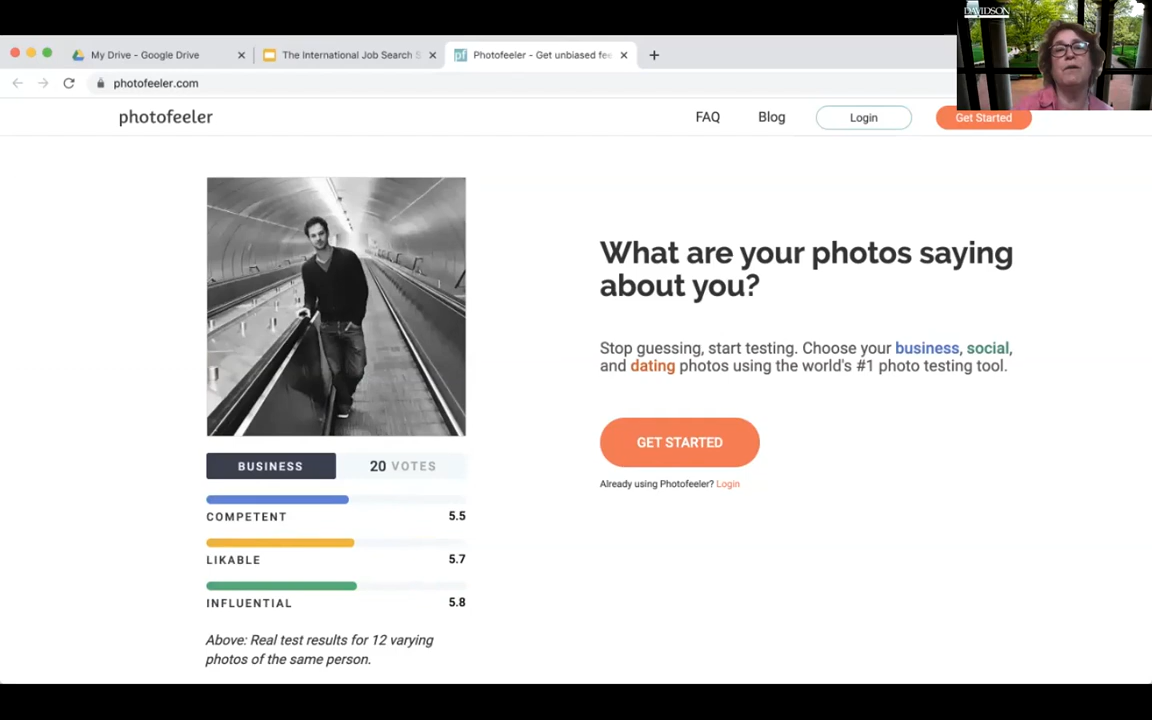 DAVIDSON
My Drive - Google Drive
The International Job Search S
Photofeeler - Get unbiased fee
photofeeler.com
photofeeler
FAQ
Blog
Login
Get Started
What are your photos saying
about you?
Stop guessing, start testing. Choose your business, social,
and dating photos using the world's #1 photo testing tool.
GET STARTED
Already using Photofeeler? Login
BUSINESS
20 VOTES
COMPETENT 5.5
LIKABLE 5.7
INFLUENTIAL 5.8
Above: Real test results for 12 varying
photos of the same person.